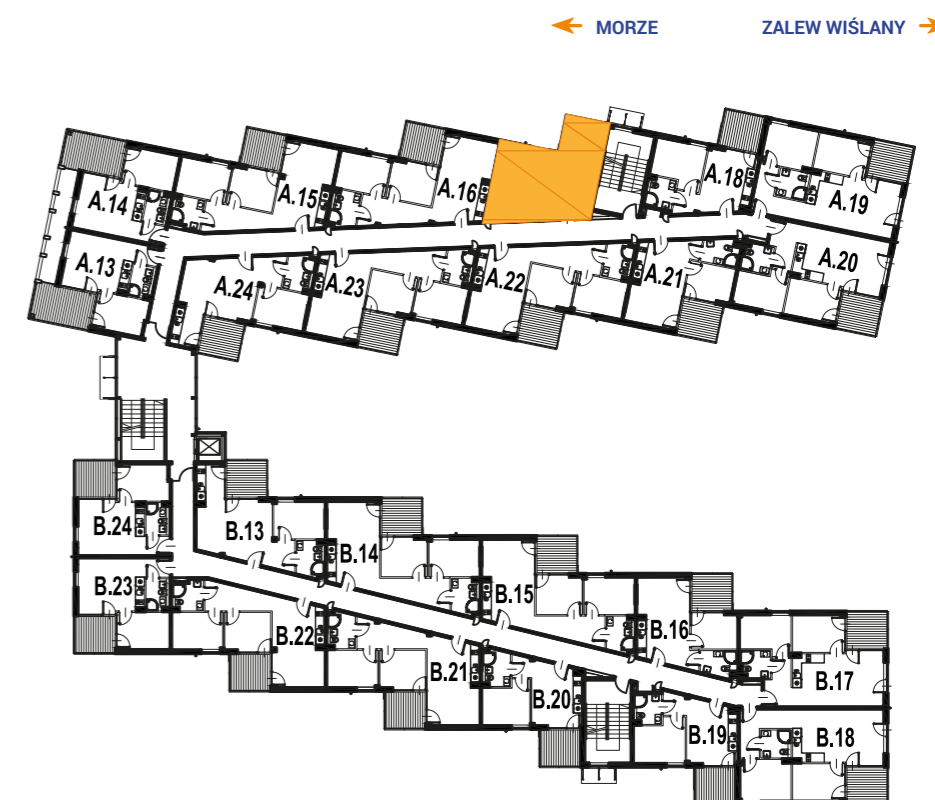 MORZE ZALEW WIŚLANY
A.14
A.15
A.16
A.18
A.19
A.13
A.24
A.23
A.22
A.21
A.20
B.24
B.13
B.14
B.15
B.16
B.23
B.22
B.21
B.20
B.19
B.17
B.18